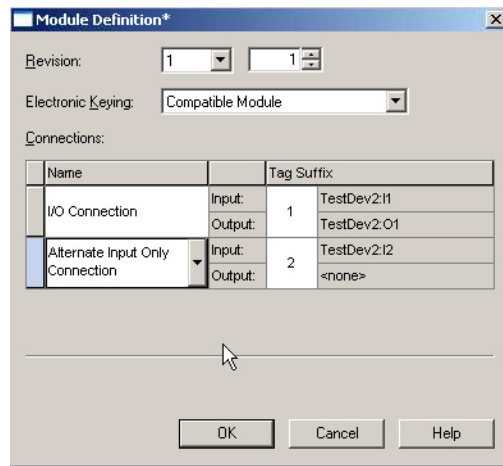 Module Definition*
Revision: 1 1
Electronic Keying: Compatible Module
Connections:
Name Tag Suffix
I/O Connection Input: 1 TestDev2:I1
Output: TestDev2:O1
Alternate Input Only Connection Input: 2 TestDev2:I2
Output: <none>
OK Cancel Help